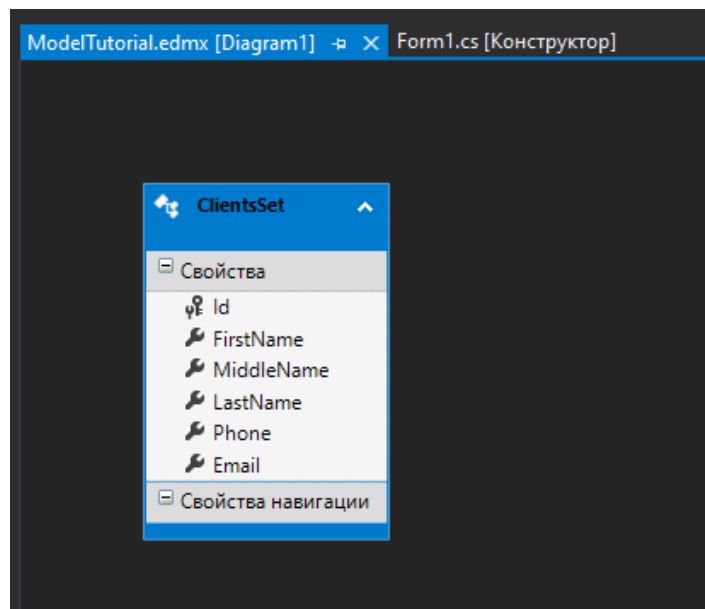 ModelTutorial.edmx [Diagram1] Form1.cs [Конструктор]
ClientsSet
Свойства
Id
FirstName
MiddleName
LastName
Phone
Email
Свойства навигации